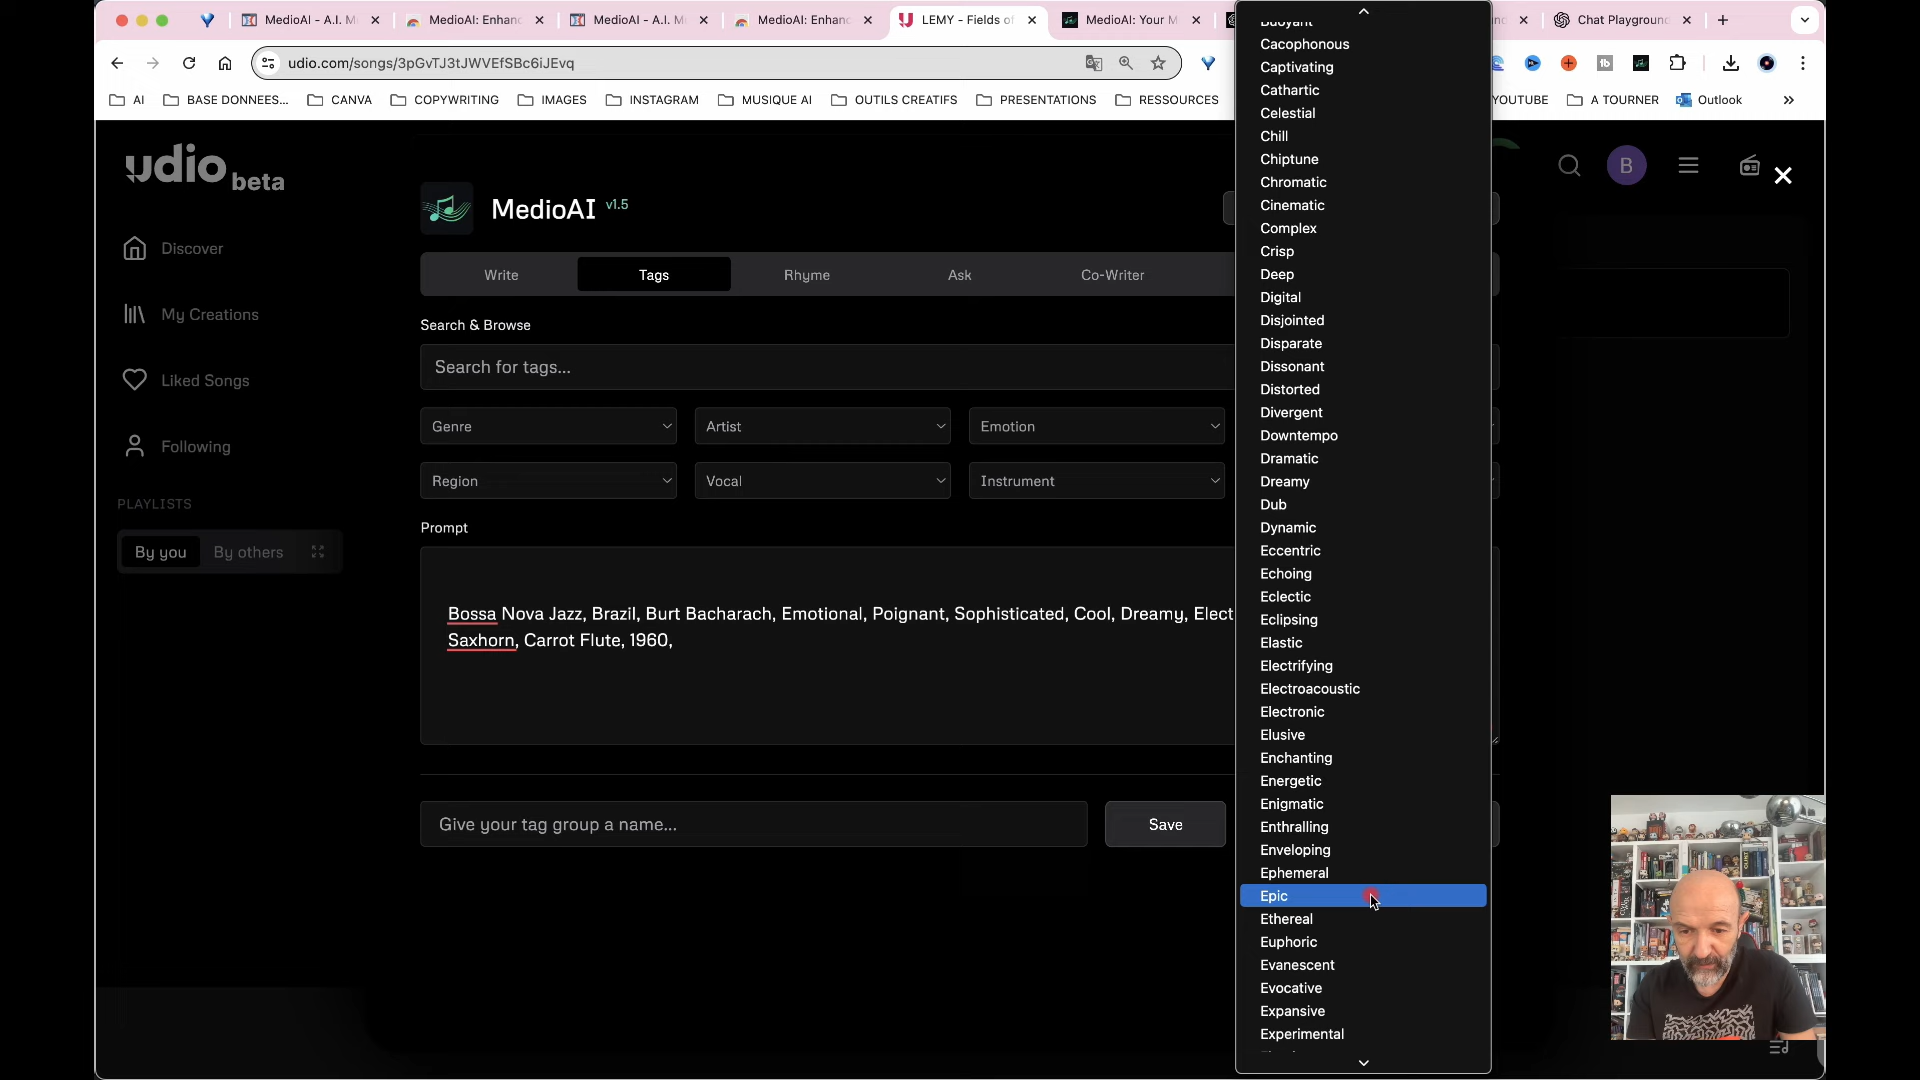 MedioAI - A.I. M
MedioAI: Enhanc
MedioAI - A.I. M
MedioAI: Enhanc
LEMY - Fields of
MedioAI: Your M
Chat Playground
udio.com/songs/3pGvTJ3tJWVEfSBc6iJEvq
AI
BASE DONNEES...
CANVA
COPYWRITING
IMAGES
INSTAGRAM
MUSIQUE AI
OUTILS CREATIFS
PRESENTATIONS
RESSOURCES
YOUTUBE
A TOURNER
Outlook
»
udio beta
B
Discover
My Creations
Liked Songs
Following
PLAYLISTS
By you
By others
MedioAI v1.5
Write
Tags
Rhyme
Ask
Co-Writer
Search & Browse
Search for tags...
Genre
Artist
Emotion
Region
Vocal
Instrument
Prompt
Bossa Nova Jazz, Brazil, Burt Bacharach, Emotional, Poignant, Sophisticated, Cool, Dreamy, Elect
Saxhorn, Carrot Flute, 1960,
Give your tag group a name...
Save
Buoyant
Cacophonous
Captivating
Cathartic
Celestial
Chill
Chiptune
Chromatic
Cinematic
Complex
Crisp
Deep
Digital
Disjointed
Disparate
Dissonant
Distorted
Divergent
Downtempo
Dramatic
Dreamy
Dub
Dynamic
Eccentric
Echoing
Eclectic
Eclipsing
Elastic
Electrifying
Electroacoustic
Electronic
Elusive
Enchanting
Energetic
Enigmatic
Enthralling
Enveloping
Ephemeral
Epic
Ethereal
Euphoric
Evanescent
Evocative
Expansive
Experimental